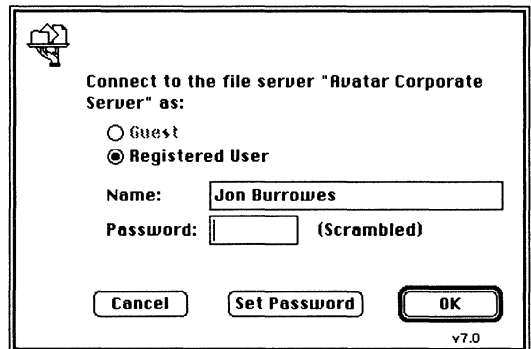 Connect to the file server "Avatar Corporate
Server" as:
Guest
Registered User
Name: Jon Burrowes
Password: (Scrambled)
Cancel Set Password OK
v7.0